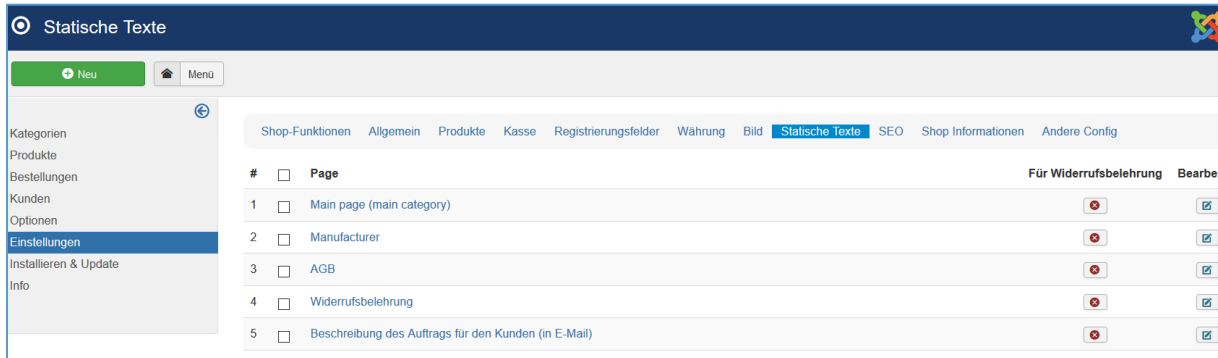 Statische Texte
Neu
Menü
Kategorien
Produkte
Bestellungen
Kunden
Optionen
Einstellungen
Installieren & Update
Info
Shop-Funktionen Allgemein Produkte Kasse Registrierungsfelder Währung Bild Statische Texte SEO Shop Informationen Andere Config
# Page Für Widerrufsbelehrung Bearbe
1 Main page (main category)
2 Manufacturer
3 AGB
4 Widerrufsbelehrung
5 Beschreibung des Auftrags für den Kunden (in E-Mail)